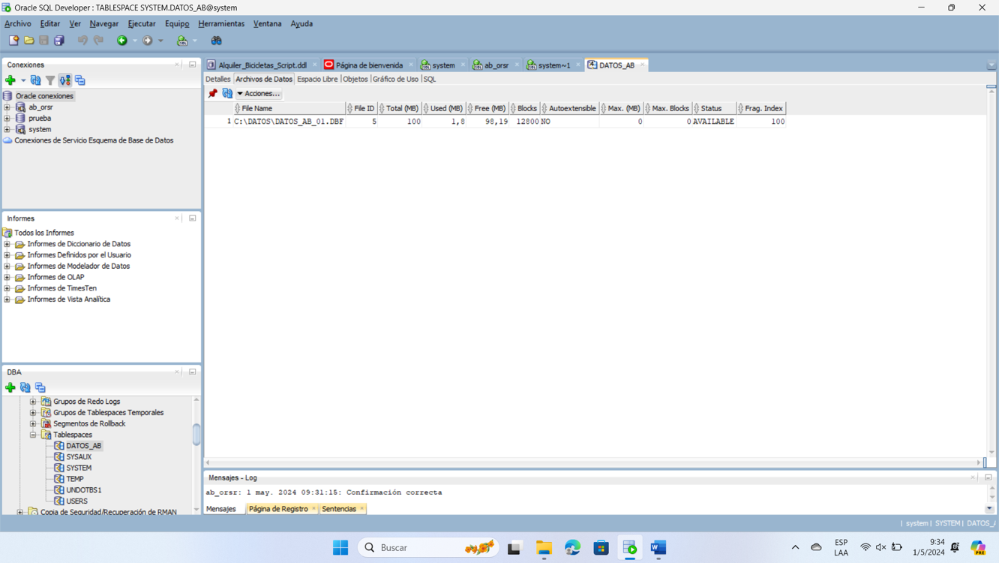 Oracle SQL Developer : TABLESPACE SYSTEM.DATOS_AB@system
Archivo Editar Ver Navegar Ejecutar Equipo Herramientas Ventana Ayuda
Conexiones
Oracle conexiones
ab_orsr
prueba
system
Conexiones de Servicio Esquema de Base de Datos
Informes
Todos los Informes
Informes de Diccionario de Datos
Informes Definidos por el Usuario
Informes de Modelador de Datos
Informes de OLAP
Informes de TimesTen
Informes de Vista Analítica
DBA
Grupos de Redo Logs
Grupos de Tablespaces Temporales
Segmentos de Rollback
Tablespaces
DATOS_AB
SYSAUX
SYSTEM
TEMP
UNDOTBS1
USERS
Copia de Seguridad/Recuperación de RMAN
Alquiler_Bicicletas_Script.ddl Página de bienvenida system ab_orsr system~1 DATOS_AB
Detalles Archivos de Datos Espacio Libre Objetos Gráfico de Uso SQL
Acciones...
File Name File ID Total (MB) Used (MB) Free (MB) Blocks Autoextensible Max. (MB) Max. Blocks Status Frag. Index
1 C:\DATOS\DATOS_AB_01.DBF 5 100 1,8 98,19 12800 NO 0 0 AVAILABLE 100
Mensajes - Log
ab_orsr: 1 may. 2024 09:31:15: Confirmación correcta
Mensajes Página de Registro Sentencias
system SYSTEM
Buscar
ESP
LAA
9:34
1/5/2024
PRE